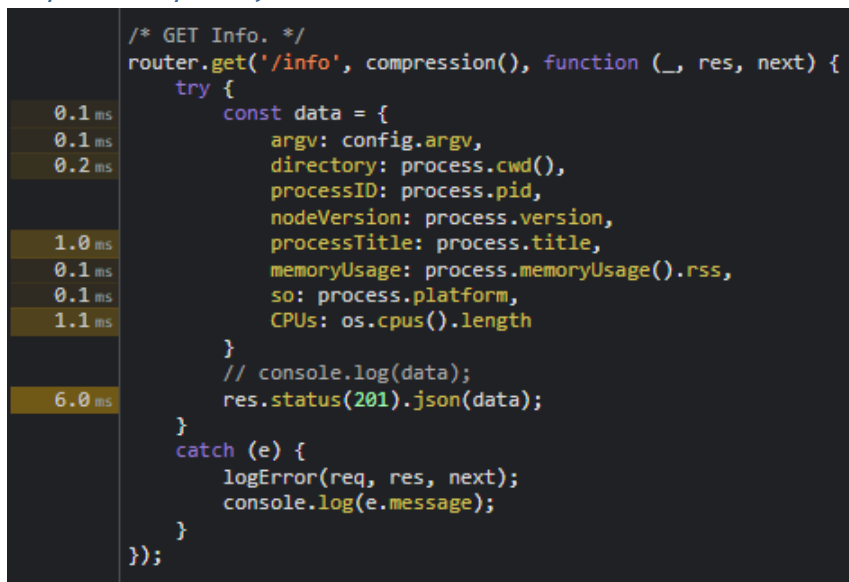 /* GET Info. */
router.get('/info', compression(), function (_, res, next) {
try {
0.1 ms const data = {
0.1 ms argv: config.argv,
0.2 ms directory: process.cwd(),
processID: process.pid,
nodeVersion: process.version,
1.0 ms processTitle: process.title,
0.1 ms memoryUsage: process.memoryUsage().rss,
0.1 ms so: process.platform,
1.1 ms CPUs: os.cpus().length
}
// console.log(data);
6.0 ms res.status(201).json(data);
}
catch (e) {
logError(req, res, next);
console.log(e.message);
}
});